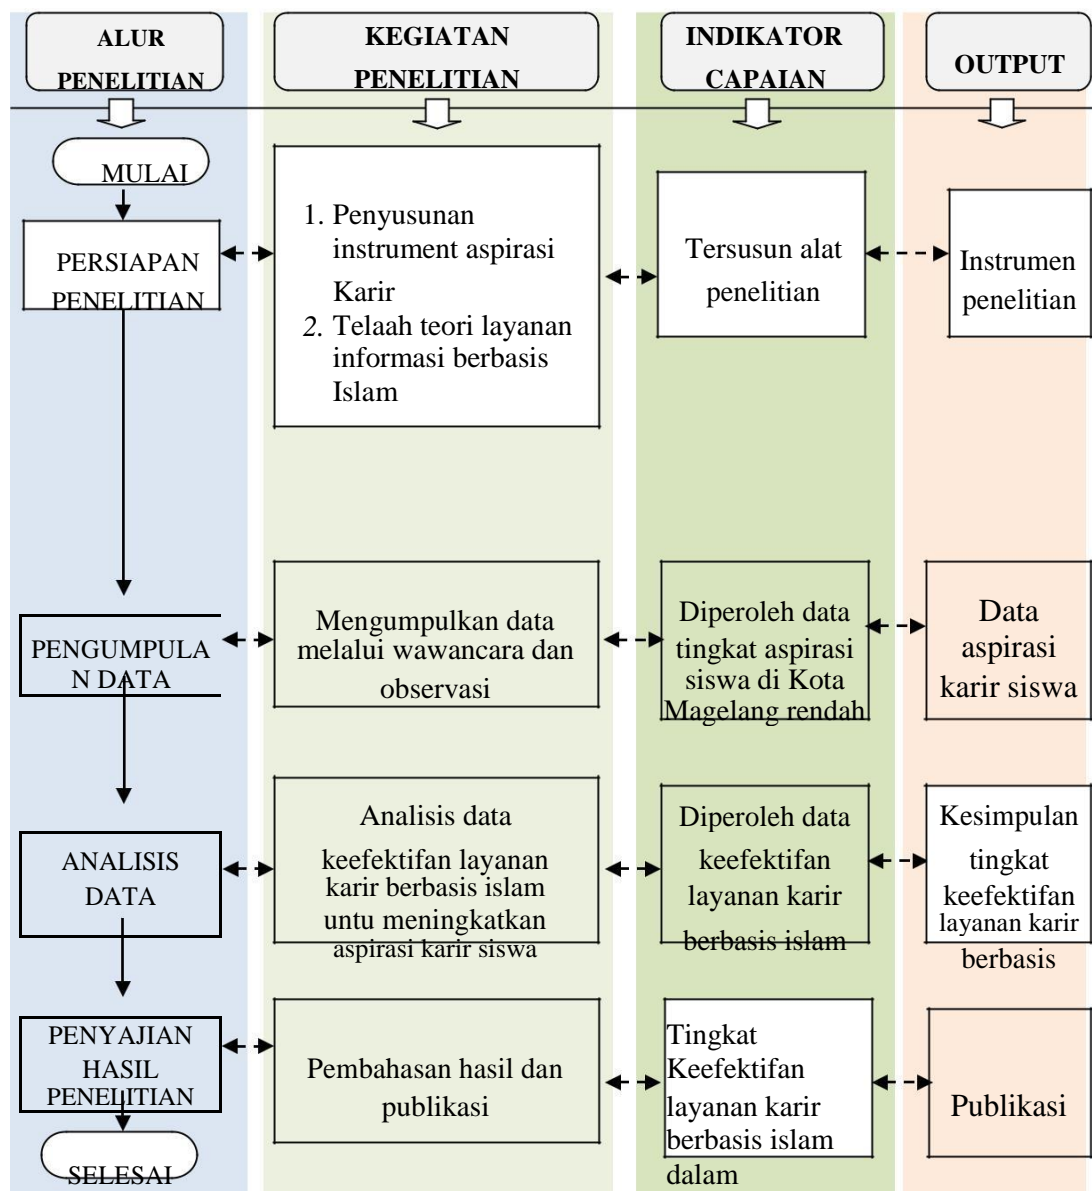 ALUR
PENELITIAN
KEGIATAN
PENELITIAN
INDIKATOR
CAPAIAN
OUTPUT
MULAI
PERSIAPAN
PENELITIAN
1. Penyusunan
instrument aspirasi
Karir
2. Telaah teori layanan
informasi berbasis
Islam
Tersusun alat
penelitian
Instrumen
penelitian
PENGUMPULA
N DATA
Mengumpulkan data
melalui wawancara dan
observasi
Diperoleh data
tingkat aspirasi
siswa di Kota
Magelang rendah
Data
aspirasi
karir siswa
ANALISIS
DATA
Analisis data
keefektifan layanan
karir berbasis islam
untu meningkatkan
aspirasi karir siswa
Diperoleh data
keefektifan
layanan karir
berbasis islam
Kesimpulan
tingkat
keefektifan
layanan karir
berbasis
PENYAJIAN
HASIL
PENELITIAN
Pembahasan hasil dan
publikasi
Tingkat
Keefektifan
layanan karir
berbasis islam
dalam
Publikasi
SELESAI